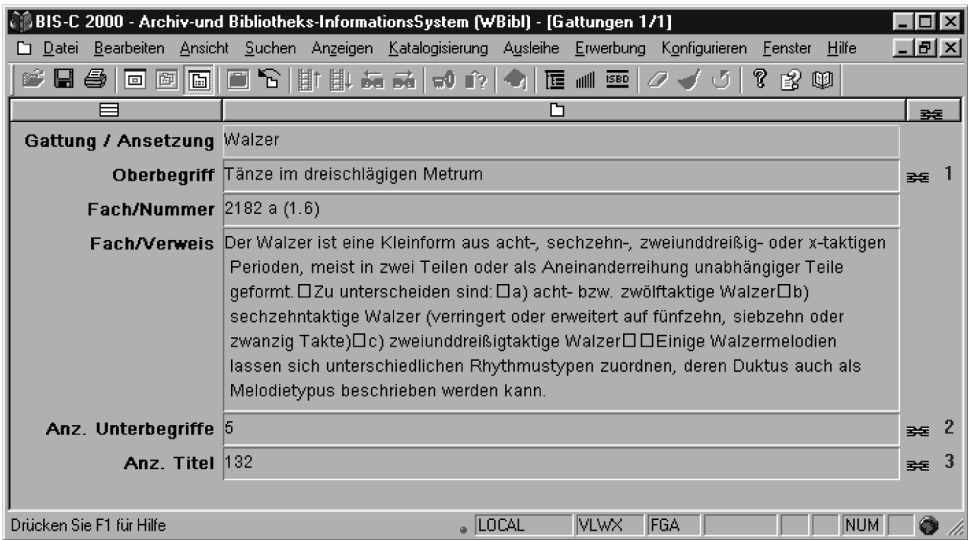 BIS-C 2000 - Archiv-und Bibliotheks-InformationsSystem (WBibl) - [Gattungen 1/1]
Datei Bearbeiten Ansicht Suchen Anzeigen Katalogisierung Ausleihe Erwerbung Konfigurieren Fenster Hilfe
ISBD
Gattung / Ansetzung Walzer
Oberbegriff Tänze im dreischlägigen Metrum 1
Fach/Nummer 2182 a (1.6)
Fach/Verweis Der Walzer ist eine Kleinform aus acht-, sechzehn-, zweiunddreißig- oder x-taktigen
Perioden, meist in zwei Teilen oder als Aneinanderreihung unabhängiger Teile
geformt.□Zu unterscheiden sind:□a) acht- bzw. zwölftaktige Walzer□b)
sechzehntaktige Walzer (verringert oder erweitert auf fünfzehn, siebzehn oder
zwanzig Takte)□c) zweiunddreißigtaktige Walzer□□Einige Walzermelodien
lassen sich unterschiedlichen Rhythmustypen zuordnen, deren Duktus auch als
Melodietypus beschrieben werden kann.
Anz. Unterbegriffe 5 2
Anz. Titel 132 3
Drücken Sie F1 für Hilfe LOCAL VLWX FGA NUM